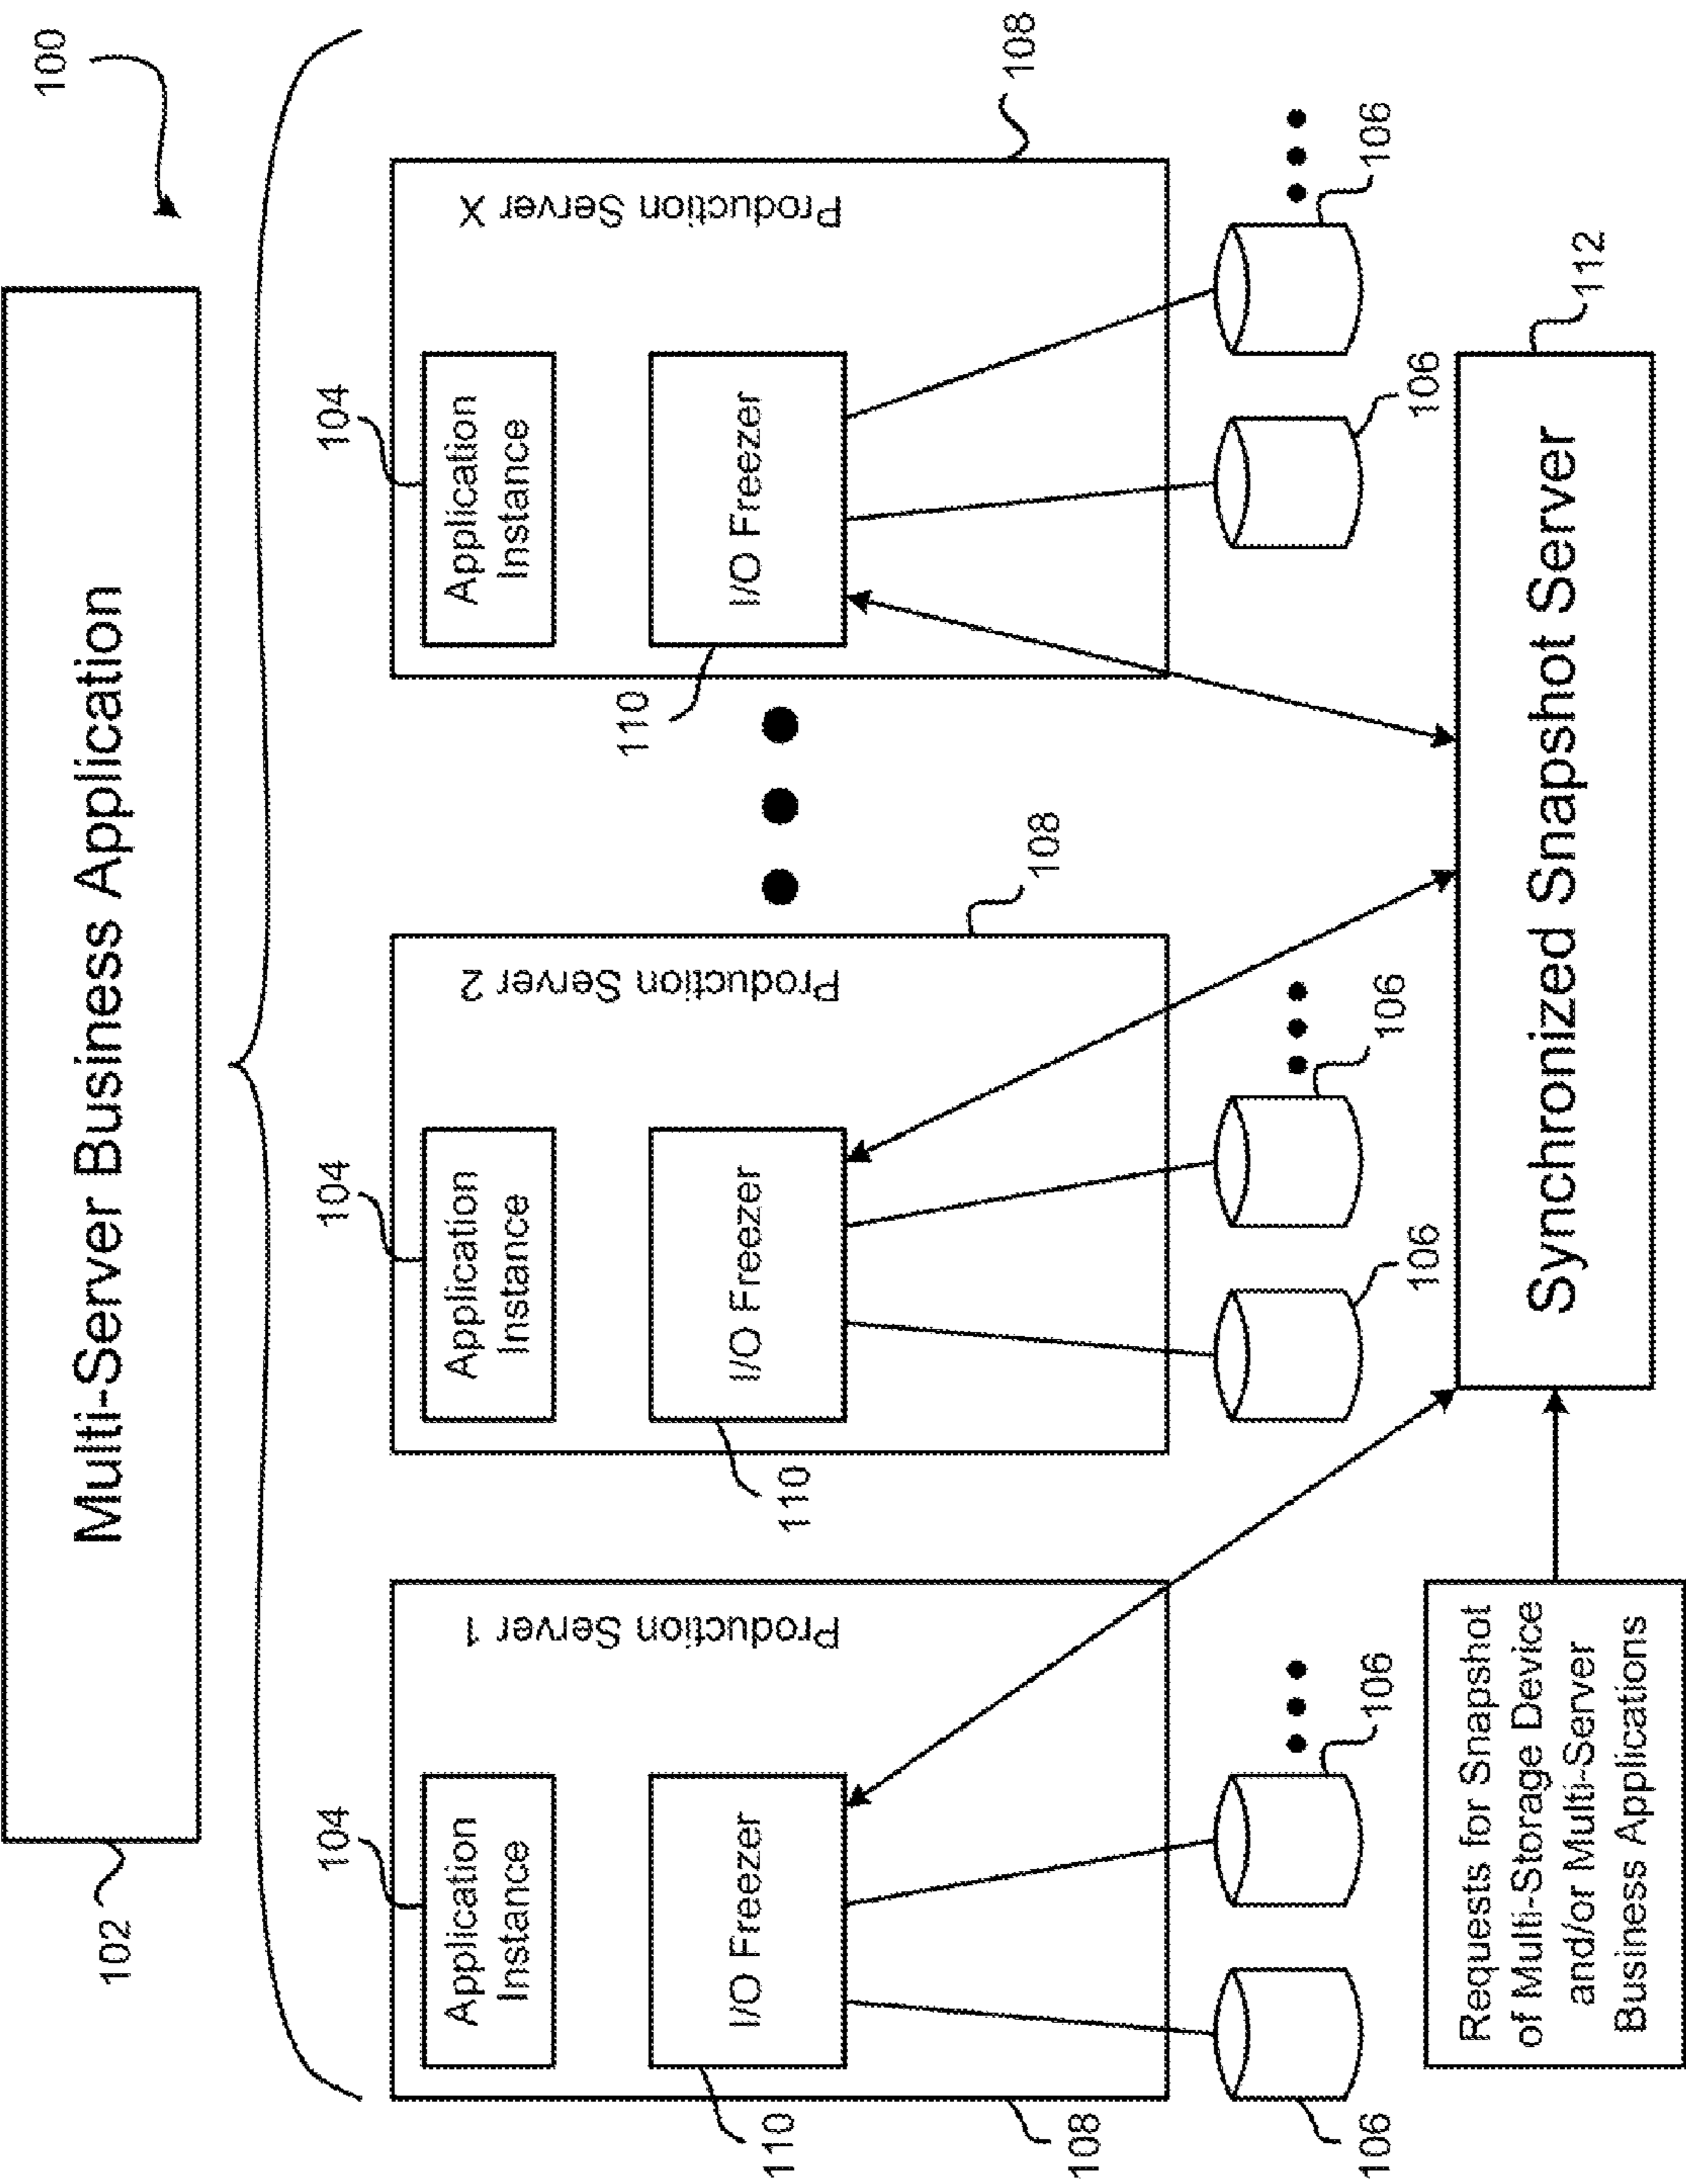 100
Multi-Server Business Application
102
104
Application
Instance
I/O Freezer
110
Production Server 1
108
106
106
104
Application
Instance
I/O Freezer
110
Production Server 2
108
106
106
104
Application
Instance
I/O Freezer
110
Production Server X
108
106
106
Requests for Snapshot
of Multi-Storage Device
and/or Multi-Server
Business Applications
Synchronized Snapshot Server
112